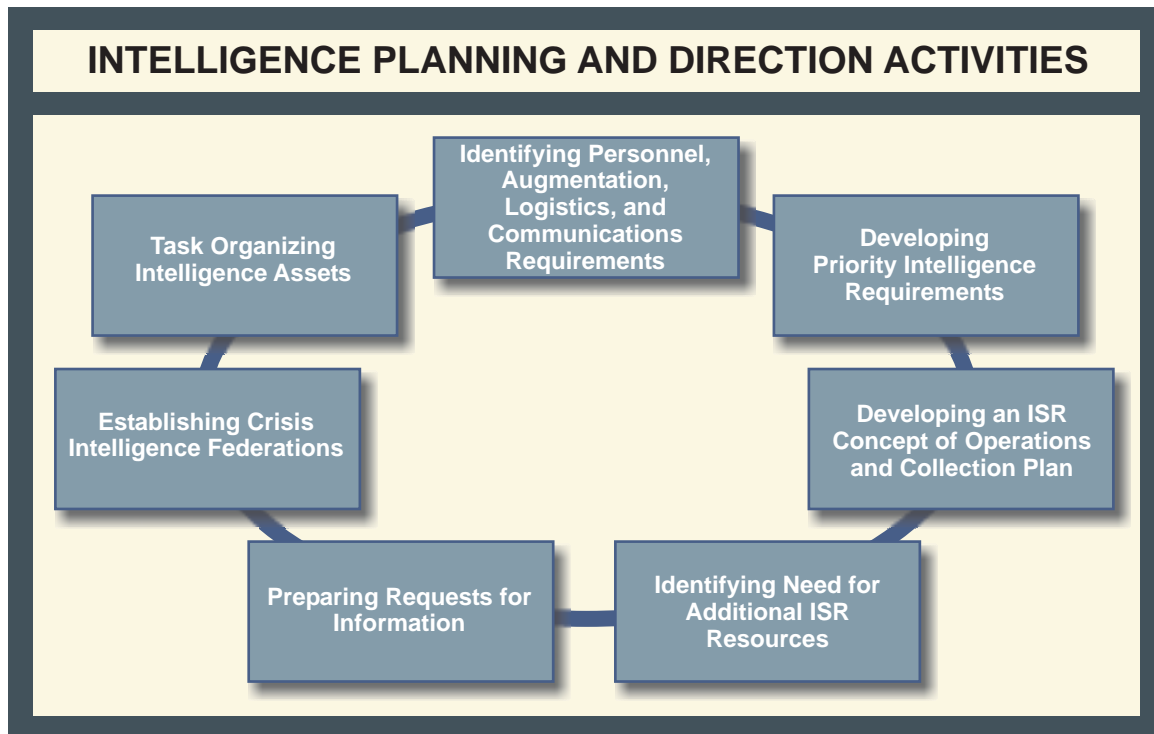 INTELLIGENCE PLANNING AND DIRECTION ACTIVITIES
Identifying Personnel,
Augmentation,
Logistics, and
Communications
Requirements
Developing
Priority Intelligence
Requirements
Developing an ISR
Concept of Operations
and Collection Plan
Identifying Need for
Additional ISR
Resources
Preparing Requests for
Information
Establishing Crisis
Intelligence Federations
Task Organizing
Intelligence Assets